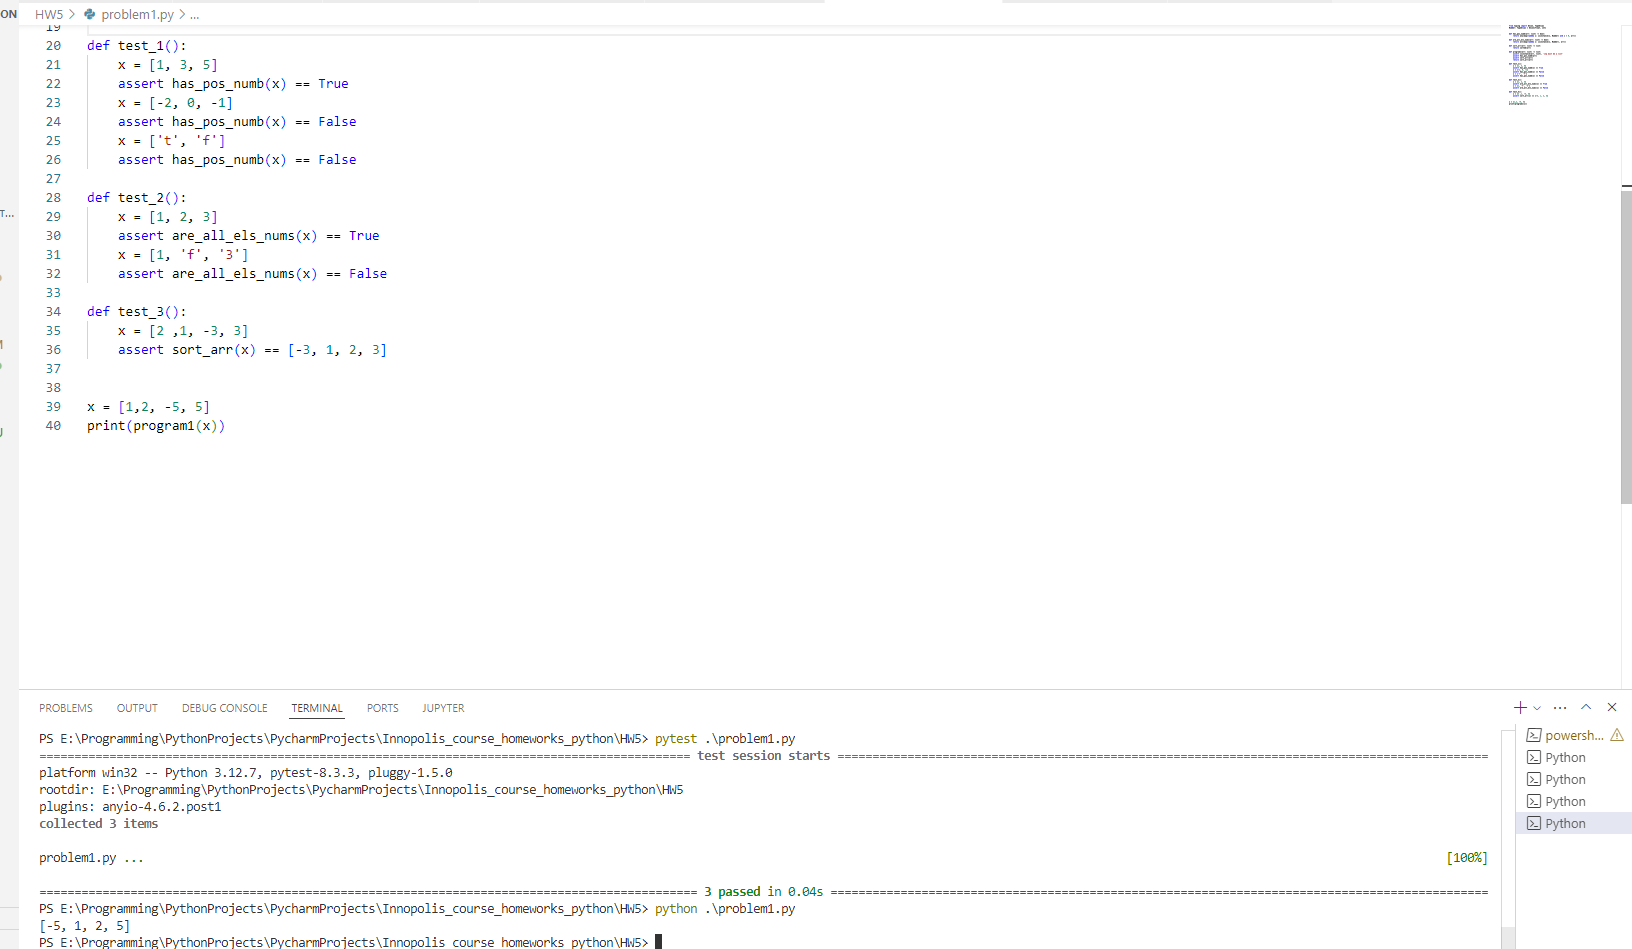 ON HW5 > problem1.py > ...
19
20 def test_1():
21     x = [1, 3, 5]
22     assert has_pos_numb(x) == True
23     x = [-2, 0, -1]
24     assert has_pos_numb(x) == False
25     x = ['t', 'f']
26     assert has_pos_numb(x) == False
27
28 def test_2():
29     x = [1, 2, 3]
30     assert are_all_els_nums(x) == True
31     x = [1, 'f', '3']
32     assert are_all_els_nums(x) == False
33
34 def test_3():
35     x = [2 ,1, -3, 3]
36     assert sort_arr(x) == [-3, 1, 2, 3]
37
38
39 x = [1,2, -5, 5]
40 print(program1(x))
T...
PROBLEMS OUTPUT DEBUG CONSOLE TERMINAL PORTS JUPYTER
PS E:\Programming\PythonProjects\PycharmProjects\Innopolis_course_homeworks_python\HW5> pytest .\problem1.py
test session starts
platform win32 -- Python 3.12.7, pytest-8.3.3, pluggy-1.5.0
rootdir: E:\Programming\PythonProjects\PycharmProjects\Innopolis_course_homeworks_python\HW5
plugins: anyio-4.6.2.post1
collected 3 items
problem1.py ... [100%]
3 passed in 0.04s
PS E:\Programming\PythonProjects\PycharmProjects\Innopolis_course_homeworks_python\HW5> python .\problem1.py
[-5, 1, 2, 5]
PS E:\Programming\PythonProjects\PycharmProjects\Innopolis_course_homeworks_python\HW5>
powersh...
Python
Python
Python
Python